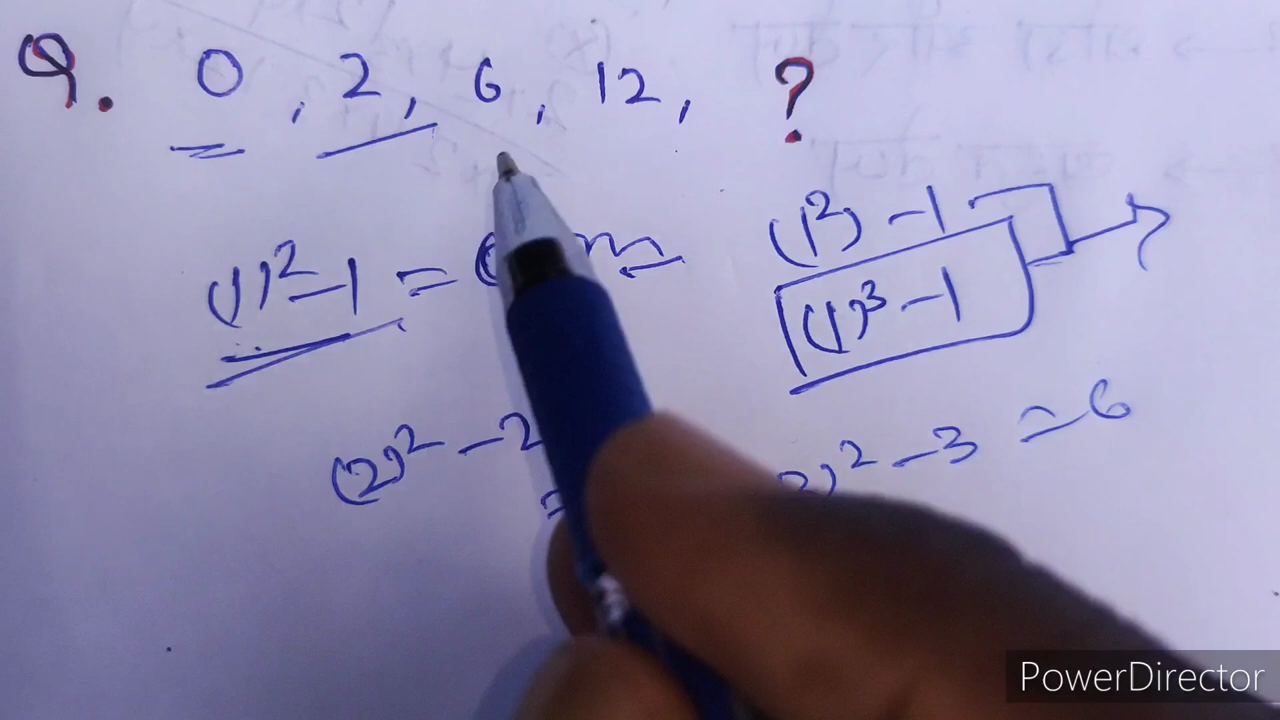 Q. 0, 2, 6, 12, ?
(1)² - 1 =
(1²) - 1
(1)³ - 1
(2)² - 2
)² - 3 = 6
PowerDirector